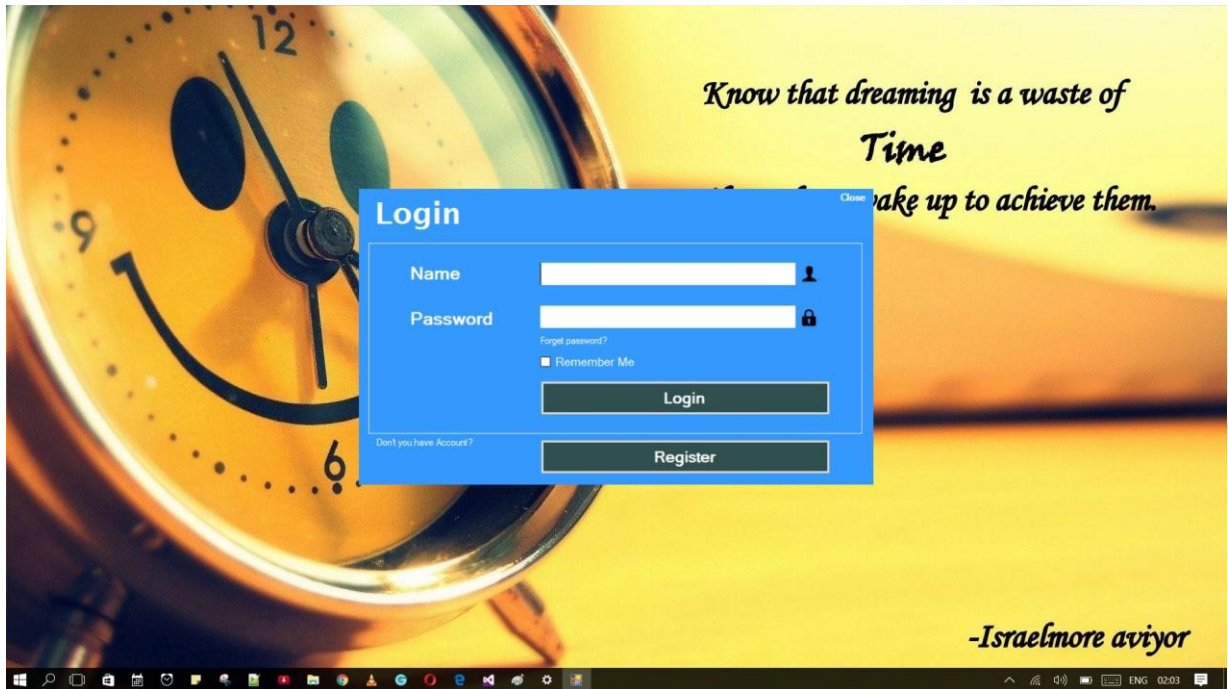 12
9
6
Know that dreaming is a waste of
Time
wake up to achieve them.
-Israelmore aviyor
Login
Close
Name
Password
Forget password?
Remember Me
Login
Don't you have Account?
Register
ENG 02:03